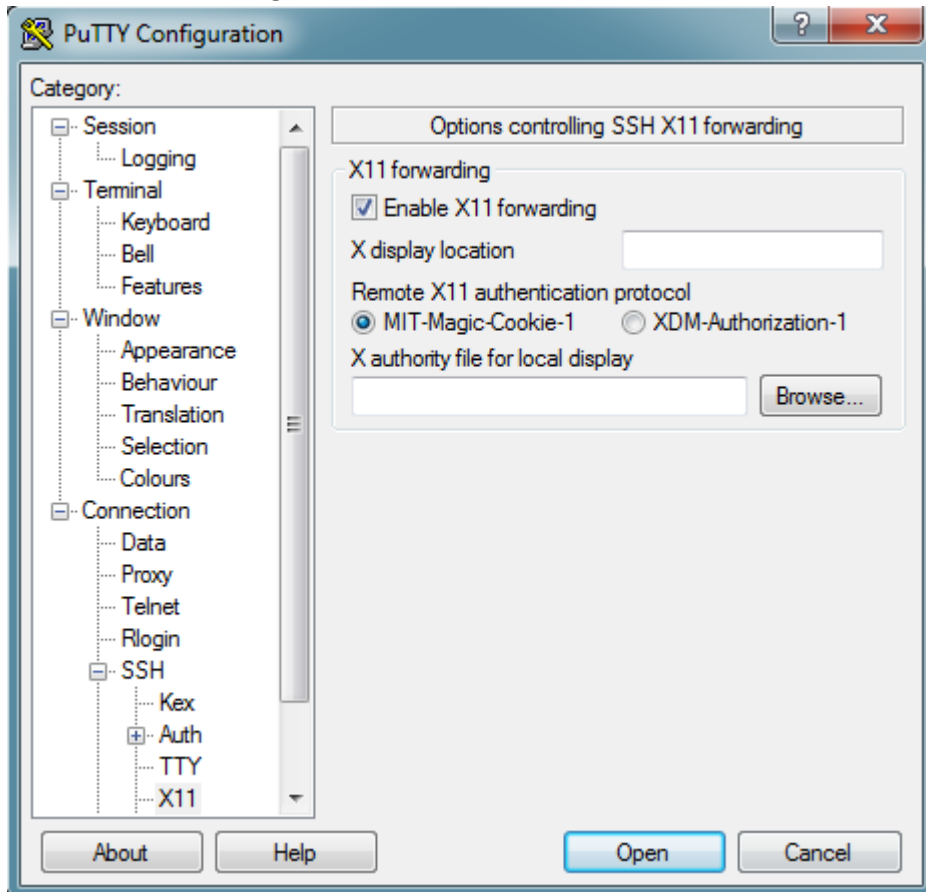 PuTTY Configuration
?
X
Category:
Session
Logging
Terminal
Keyboard
Bell
Features
Window
Appearance
Behaviour
Translation
Selection
Colours
Connection
Data
Proxy
Telnet
Rlogin
SSH
Kex
Auth
TTY
X11
Options controlling SSH X11 forwarding
X11 forwarding
Enable X11 forwarding
X display location
Remote X11 authentication protocol
MIT-Magic-Cookie-1 XDM-Authorization-1
X authority file for local display
Browse...
About Help Open Cancel